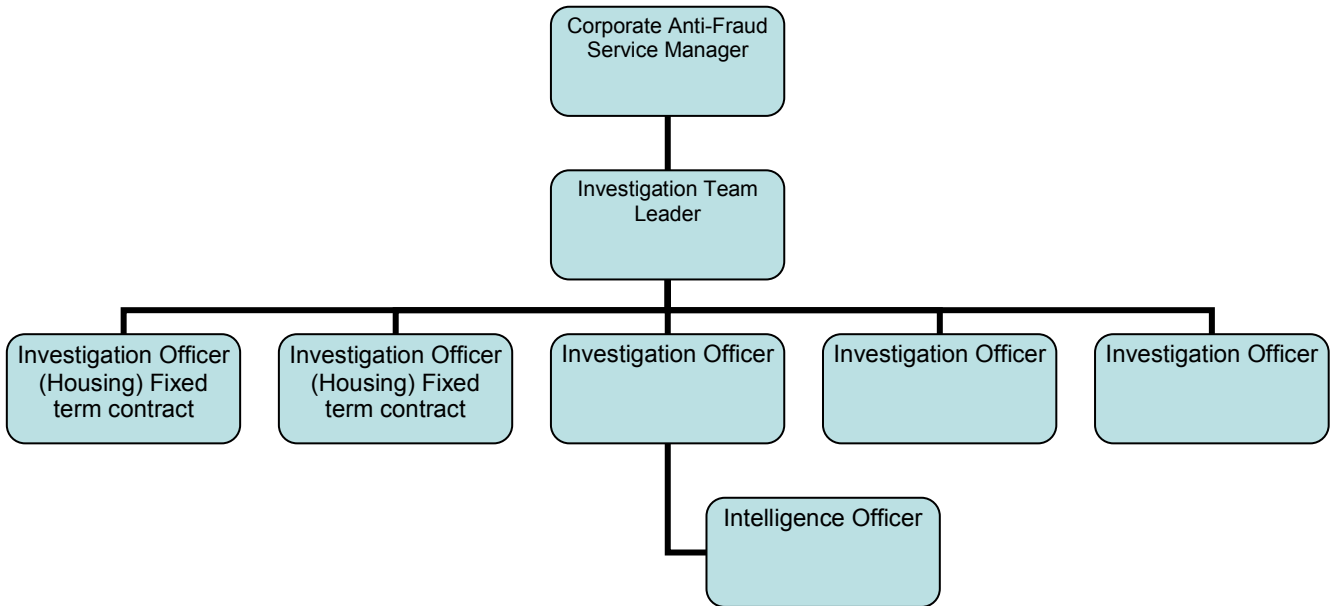 Corporate Anti-Fraud
Service Manager
Investigation Team
Leader
Investigation Officer
(Housing) Fixed
term contract
Investigation Officer
(Housing) Fixed
term contract
Investigation Officer
Investigation Officer
Investigation Officer
Intelligence Officer